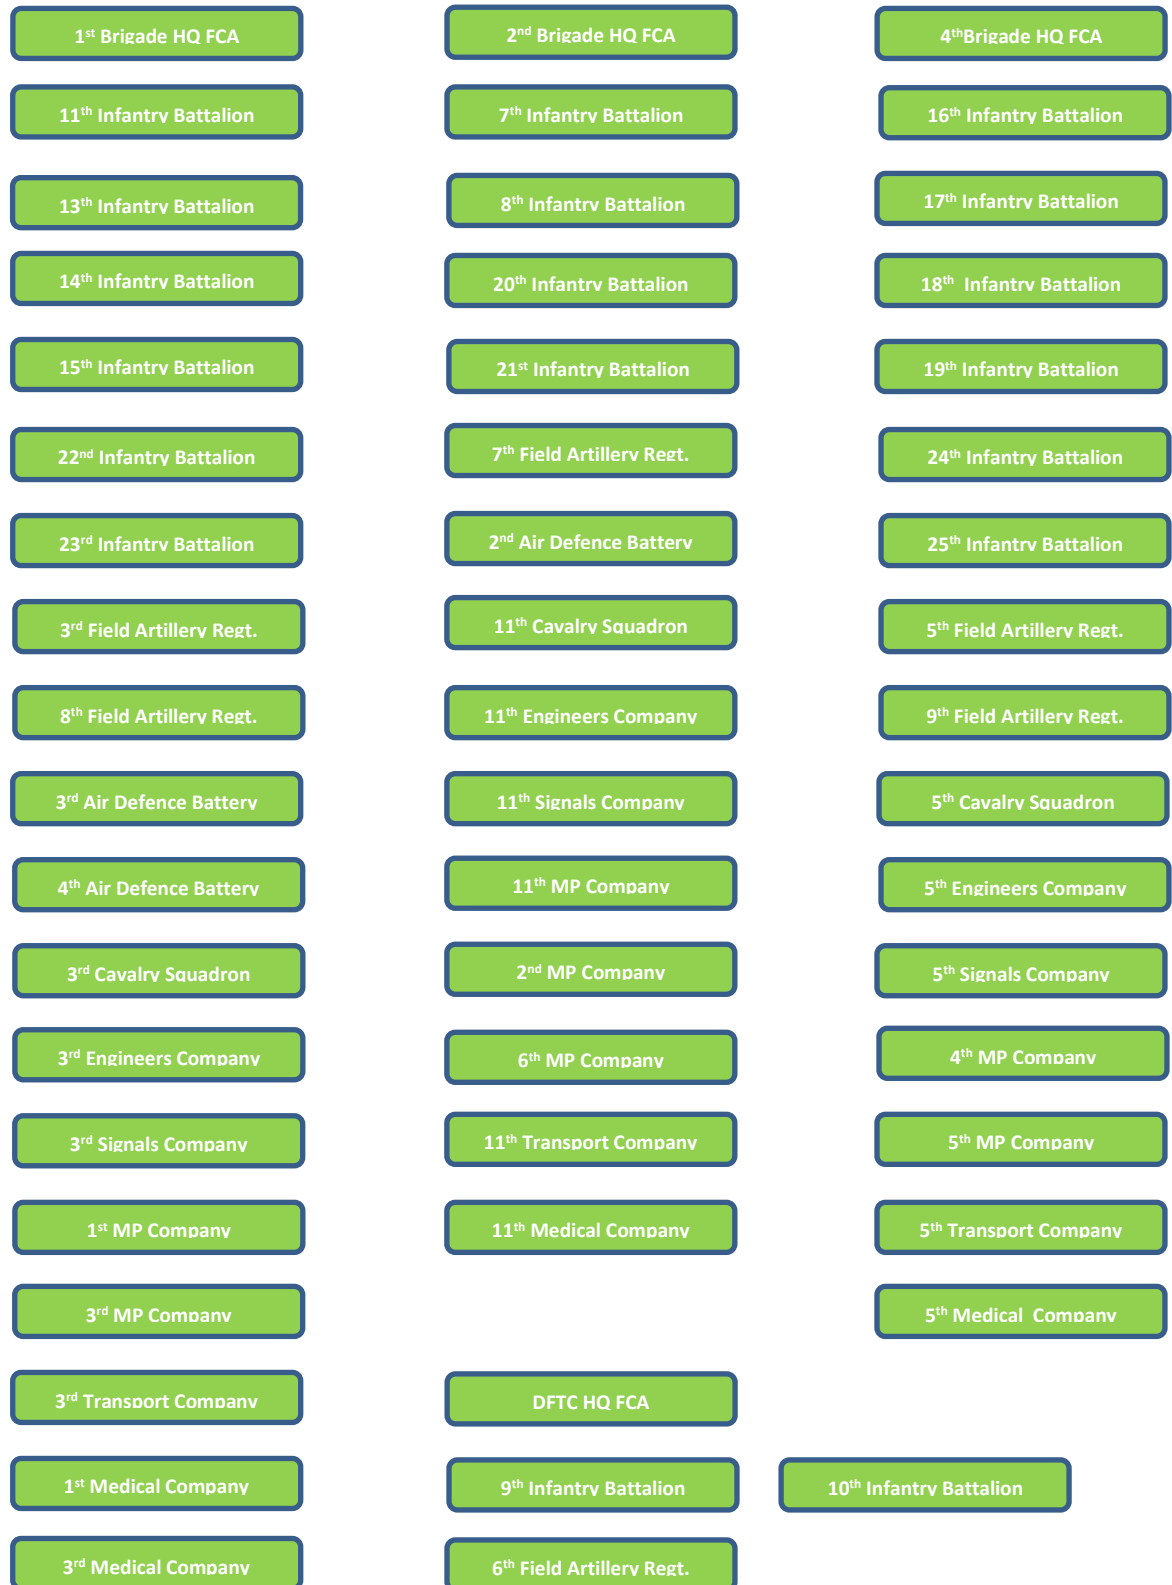 1st Brigade HQ FCA
2nd Brigade HQ FCA
4thBrigade HQ FCA
11th Infantry Battalion
7th Infantry Battalion
16th Infantry Battalion
13th Infantry Battalion
8th Infantry Battalion
17th Infantry Battalion
14th Infantry Battalion
20th Infantry Battalion
18th Infantry Battalion
15th Infantry Battalion
21st Infantry Battalion
19th Infantry Battalion
22nd Infantry Battalion
7th Field Artillery Regt.
24th Infantry Battalion
23rd Infantry Battalion
2nd Air Defence Battery
25th Infantry Battalion
3rd Field Artillery Regt.
11th Cavalry Squadron
5th Field Artillery Regt.
8th Field Artillery Regt.
11th Engineers Company
9th Field Artillery Regt.
3rd Air Defence Battery
11th Signals Company
5th Cavalry Squadron
4th Air Defence Battery
11th MP Company
5th Engineers Company
3rd Cavalry Squadron
2nd MP Company
5th Signals Company
3rd Engineers Company
6th MP Company
4th MP Company
3rd Signals Company
11th Transport Company
5th MP Company
1st MP Company
11th Medical Company
5th Transport Company
3rd MP Company
5th Medical Company
3rd Transport Company
DFTC HQ FCA
1st Medical Company
9th Infantry Battalion
10th Infantry Battalion
3rd Medical Company
6th Field Artillery Regt.